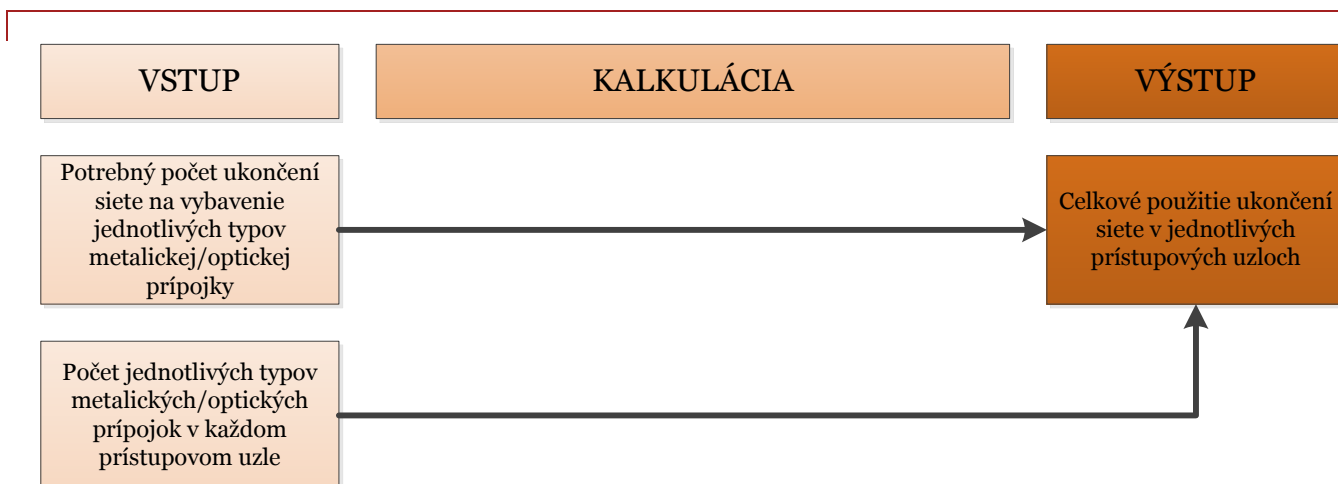 VSTUP
KALKULÁCIA
VÝSTUP
Potrebný počet ukončení
siete na vybavenie
jednotlivých typov
metalickej/optickej
prípojky
Celkové použitie ukončení
siete v jednotlivých
prístupových uzloch
Počet jednotlivých typov
metalických/optických
prípojok v každom
prístupovom uzle